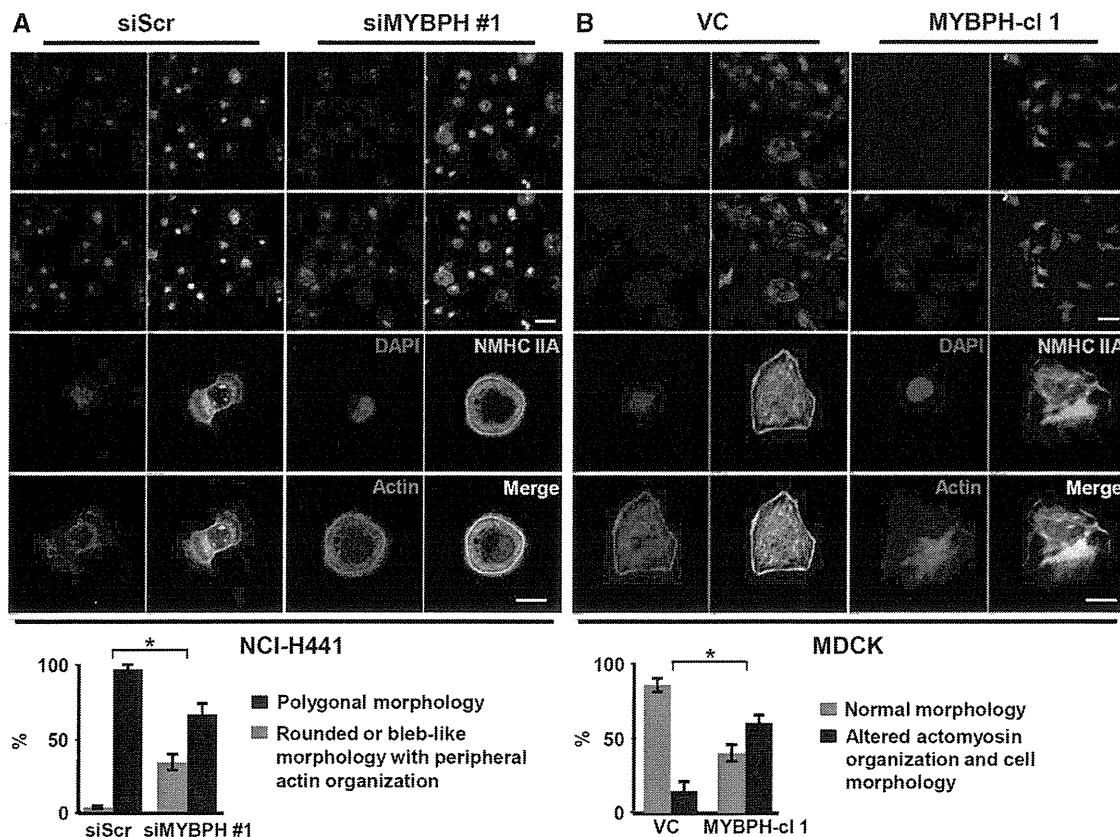 A
siScr
siMYBPH #1
DAPI
NMHC IIA
Actin
Merge
NCI-H441
100
50
0
%
*
siScr
siMYBPH #1
Polygonal morphology
Rounded or bleb-like
morphology with peripheral
actin organization
B
VC
MYBPH-cl 1
DAPI
NMHC IIA
Actin
Merge
MDCK
100
50
0
%
*
VC
MYBPH-cl 1
Normal morphology
Altered actomyosin
organization and cell
morphology